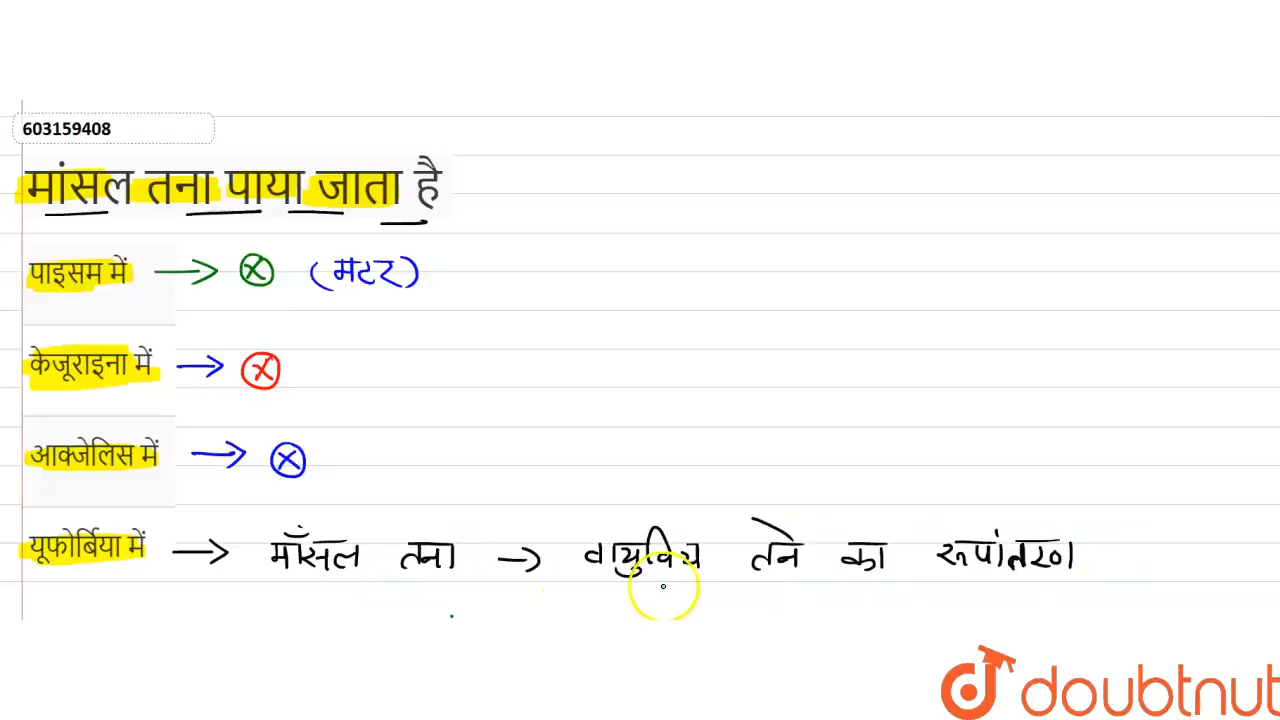 603159408
मांसल तना पाया जाता है
पाइसम में → ⓧ (मटर)
केजूराइना में → ⓧ
आक्जेलिस में → ⓧ
यूफोर्बिया में → माँसल तना → वायुविय तने का रूपांतरण
doubtnut